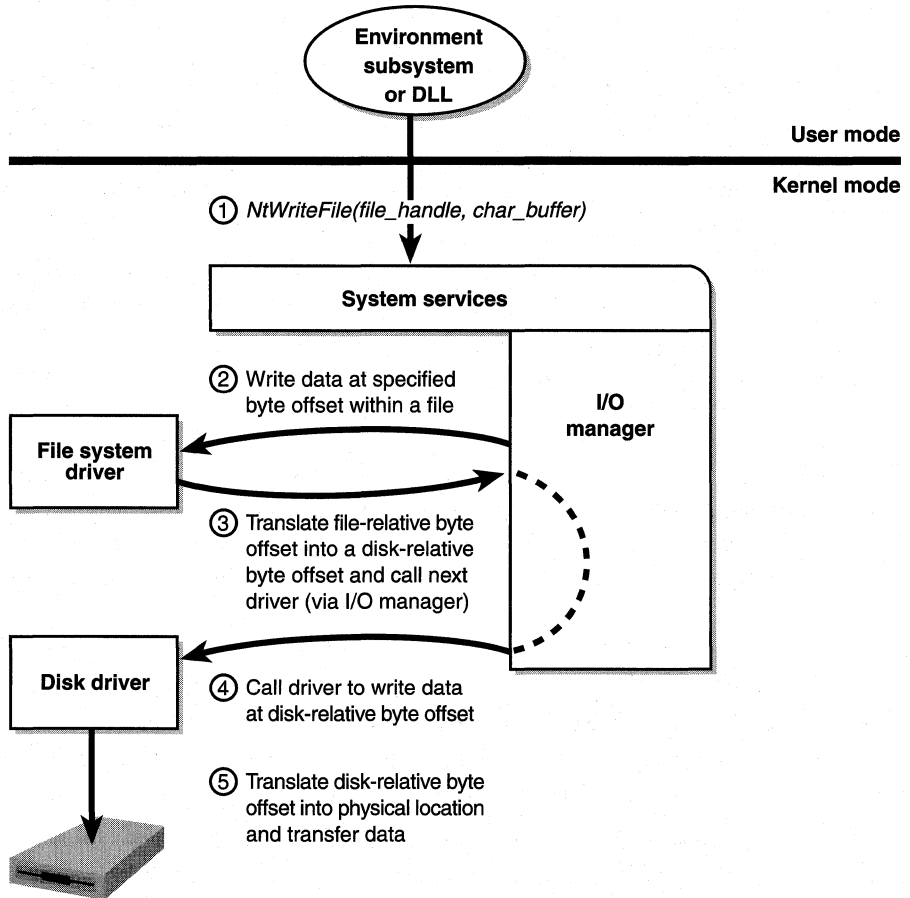 Environment
subsystem
or DLL
User mode
Kernel mode
① NtWriteFile(file_handle, char_buffer)
System services
② Write data at specified
byte offset within a file
I/O
manager
File system
driver
③ Translate file-relative byte
offset into a disk-relative
byte offset and call next
driver (via I/O manager)
Disk driver
④ Call driver to write data
at disk-relative byte offset
⑤ Translate disk-relative byte
offset into physical location
and transfer data